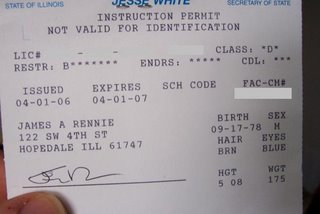 STATE OF ILLINOIS JESSE WHITE SECRETARY OF STATE
INSTRUCTION PERMIT
NOT VALID FOR IDENTIFICATION
LIC# - - CLASS: *D*
RESTR: B******* ENDRS: ***** CDL: ***
ISSUED EXPIRES SCH CODE FAC-CH#
04-01-06 04-01-07
JAMES A RENNIE BIRTH SEX
122 SW 4TH ST 09-17-78 M
HOPEDALE ILL 61747 HAIR EYES
BRN BLUE
HGT WGT
5 08 175